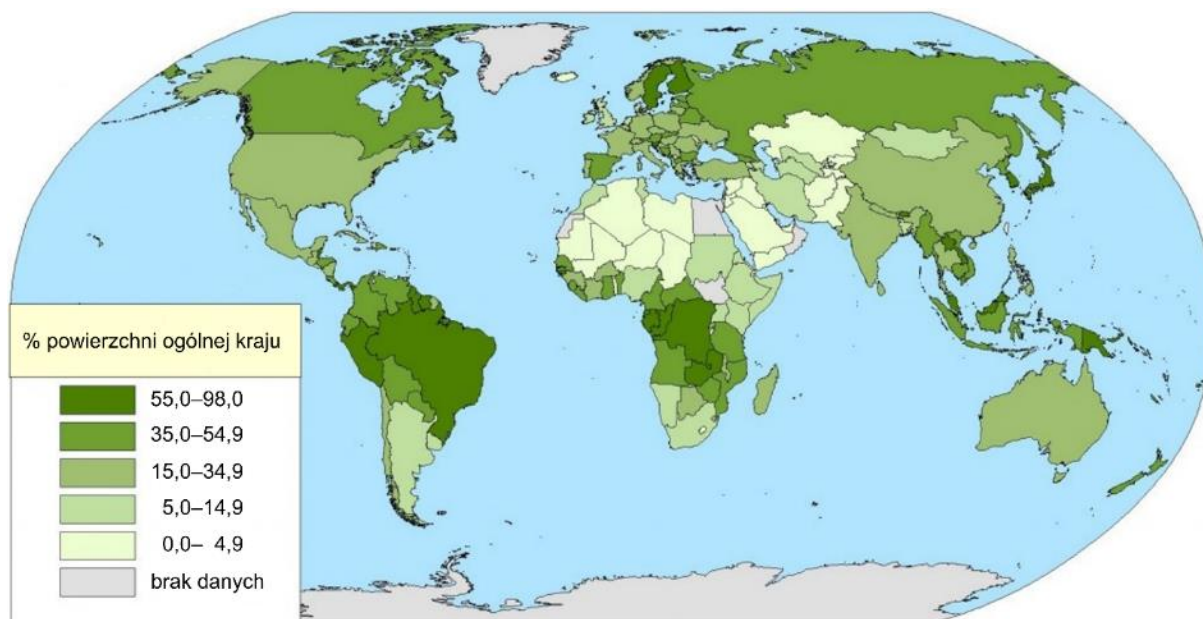 % powierzchni ogólnej kraju
55,0–98,0
35,0–54,9
15,0–34,9
5,0–14,9
0,0– 4,9
brak danych